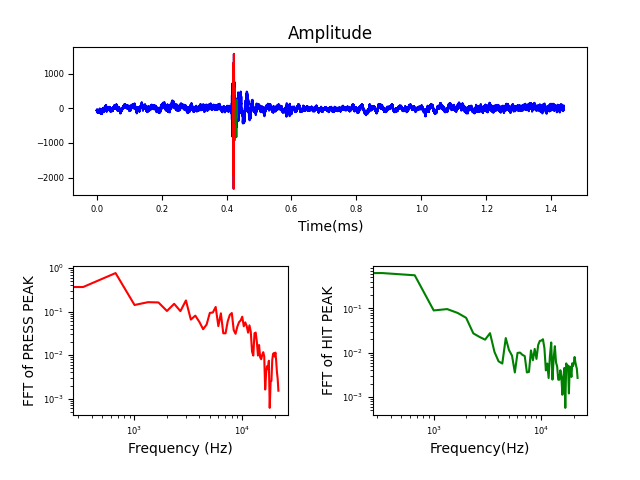 Amplitude
1000
0
−1000
−2000
0.0 0.2 0.4 0.6 0.8 1.0 1.2 1.4
Time(ms)
FFT of PRESS PEAK
10⁰
10⁻¹
10⁻²
10⁻³
10³ 10⁴
Frequency (Hz)
FFT of HIT PEAK
10⁻¹
10⁻²
10⁻³
10³ 10⁴
Frequency(Hz)